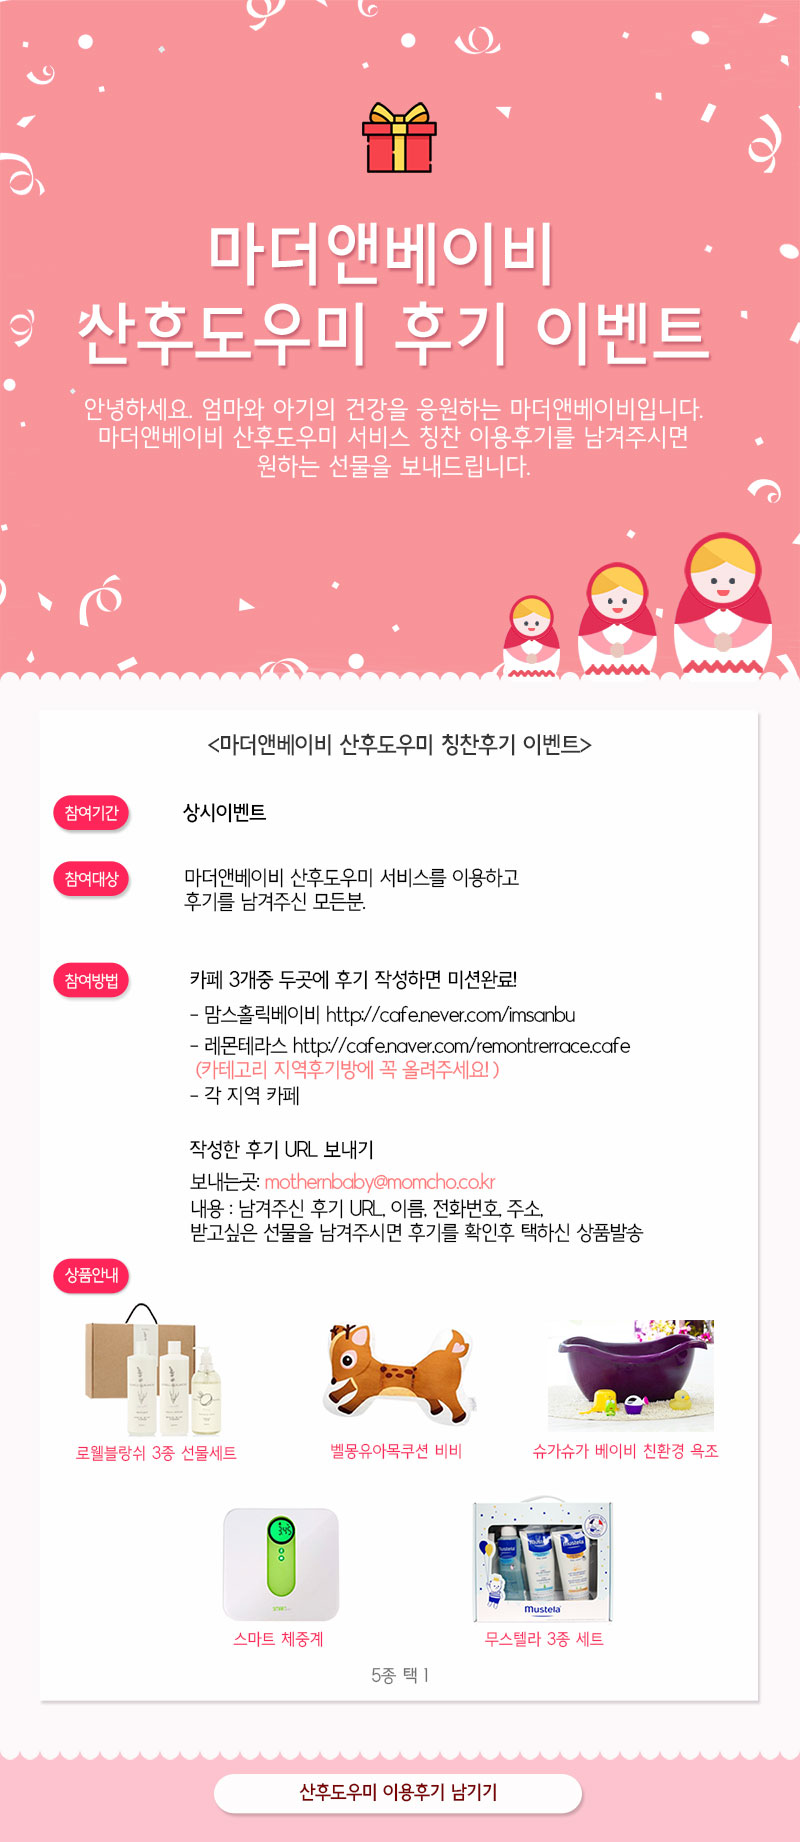 마더앤베이비
산후도우미 후기 이벤트
안녕하세요. 엄마와 아기의 건강을 응원하는 마더앤베이비입니다.
마더앤베이비 산후도우미 서비스 칭찬 이용후기를 남겨주시면
원하는 선물을 보내드립니다.
<마더앤베이비 산후도우미 칭찬후기 이벤트>
참여기간
상시이벤트
참여대상
마더앤베이비 산후도우미 서비스를 이용하고
후기를 남겨주신 모든분.
참여방법
카페 3개중 두곳에 후기 작성하면 미션완료!
- 맘스홀릭베이비 http://cafe.never.com/imsanbu
- 레몬테라스 http://cafe.naver.com/remontrerrace.cafe
(카테고리 지역후기방에 꼭 올려주세요! )
- 각 지역 카페
작성한 후기 URL 보내기
보내는곳: mothernbaby@momcho.co.kr
내용 : 남겨주신 후기 URL, 이름, 전화번호, 주소,
받고싶은 선물을 남겨주시면 후기를 확인후 택하신 상품발송
상품안내
로웰블랑쉬 3종 선물세트
벨몽유아목쿠션 비비
슈가슈가 베이비 친환경 욕조
3.45
mustela
스마트 체중계
무스텔라 3종 세트
5종 택 1
산후도우미 이용후기 남기기